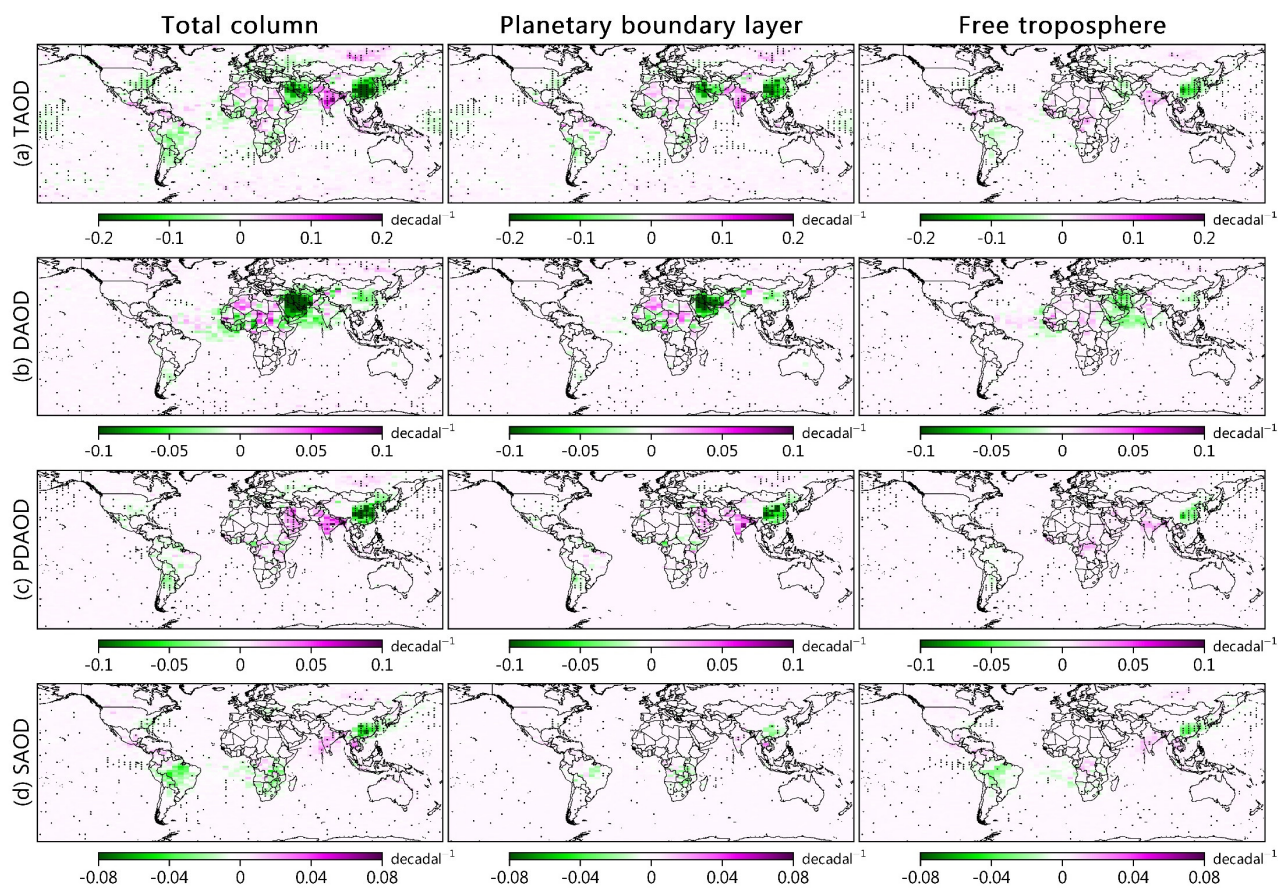 Total column Planetary boundary layer Free troposphere
(a) TAOD
-0.2 -0.1 0 0.1 0.2 decadal⁻¹ -0.2 -0.1 0 0.1 0.2 decadal⁻¹ -0.2 -0.1 0 0.1 0.2 decadal⁻¹
(b) DAOD
-0.1 -0.05 0 0.05 0.1 decadal⁻¹ -0.1 -0.05 0 0.05 0.1 decadal⁻¹ -0.1 -0.05 0 0.05 0.1 decadal⁻¹
(c) PDAOD
-0.1 -0.05 0 0.05 0.1 decadal⁻¹ -0.1 -0.05 0 0.05 0.1 decadal⁻¹ -0.1 -0.05 0 0.05 0.1 decadal⁻¹
(d) SAOD
-0.08 -0.04 0 0.04 0.08 decadal⁻¹ -0.08 -0.04 0 0.04 0.08 decadal⁻¹ -0.08 -0.04 0 0.04 0.08 decadal⁻¹